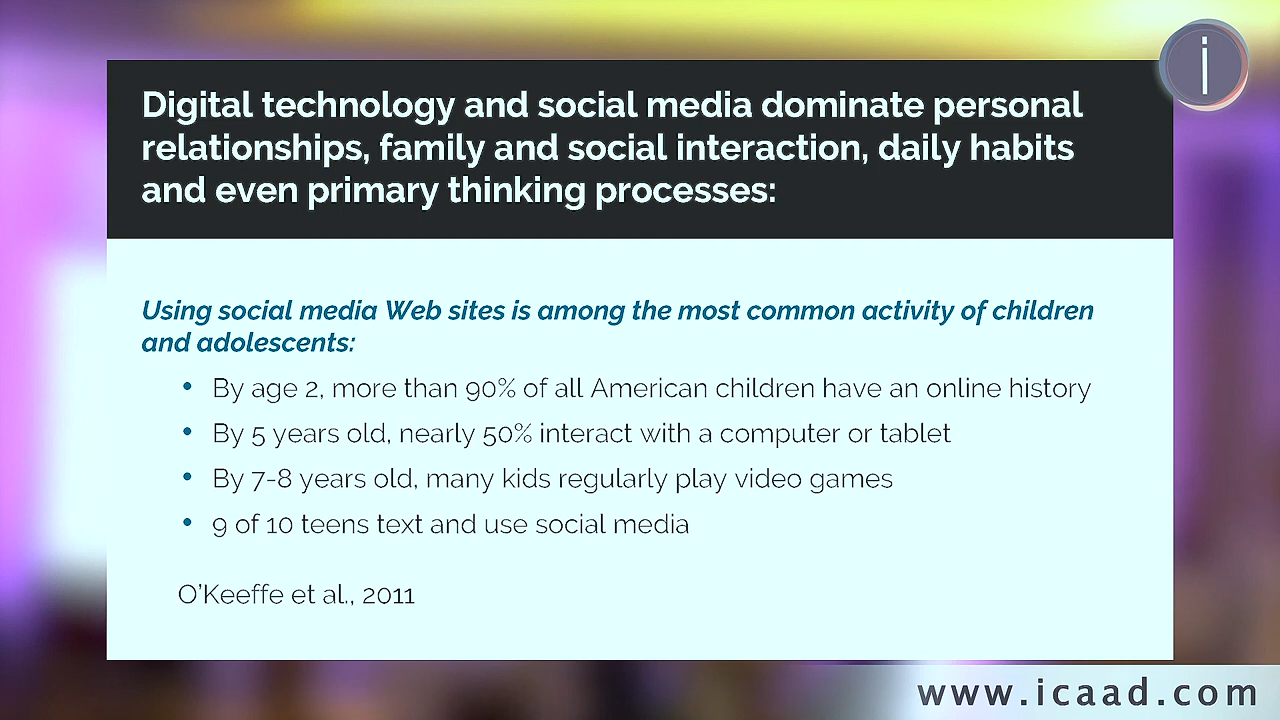 i
Digital technology and social media dominate personal
relationships, family and social interaction, daily habits
and even primary thinking processes:
Using social media Web sites is among the most common activity of children
and adolescents:
• By age 2, more than 90% of all American children have an online history
• By 5 years old, nearly 50% interact with a computer or tablet
• By 7-8 years old, many kids regularly play video games
• 9 of 10 teens text and use social media
O’Keeffe et al., 2011
www.icaad.com